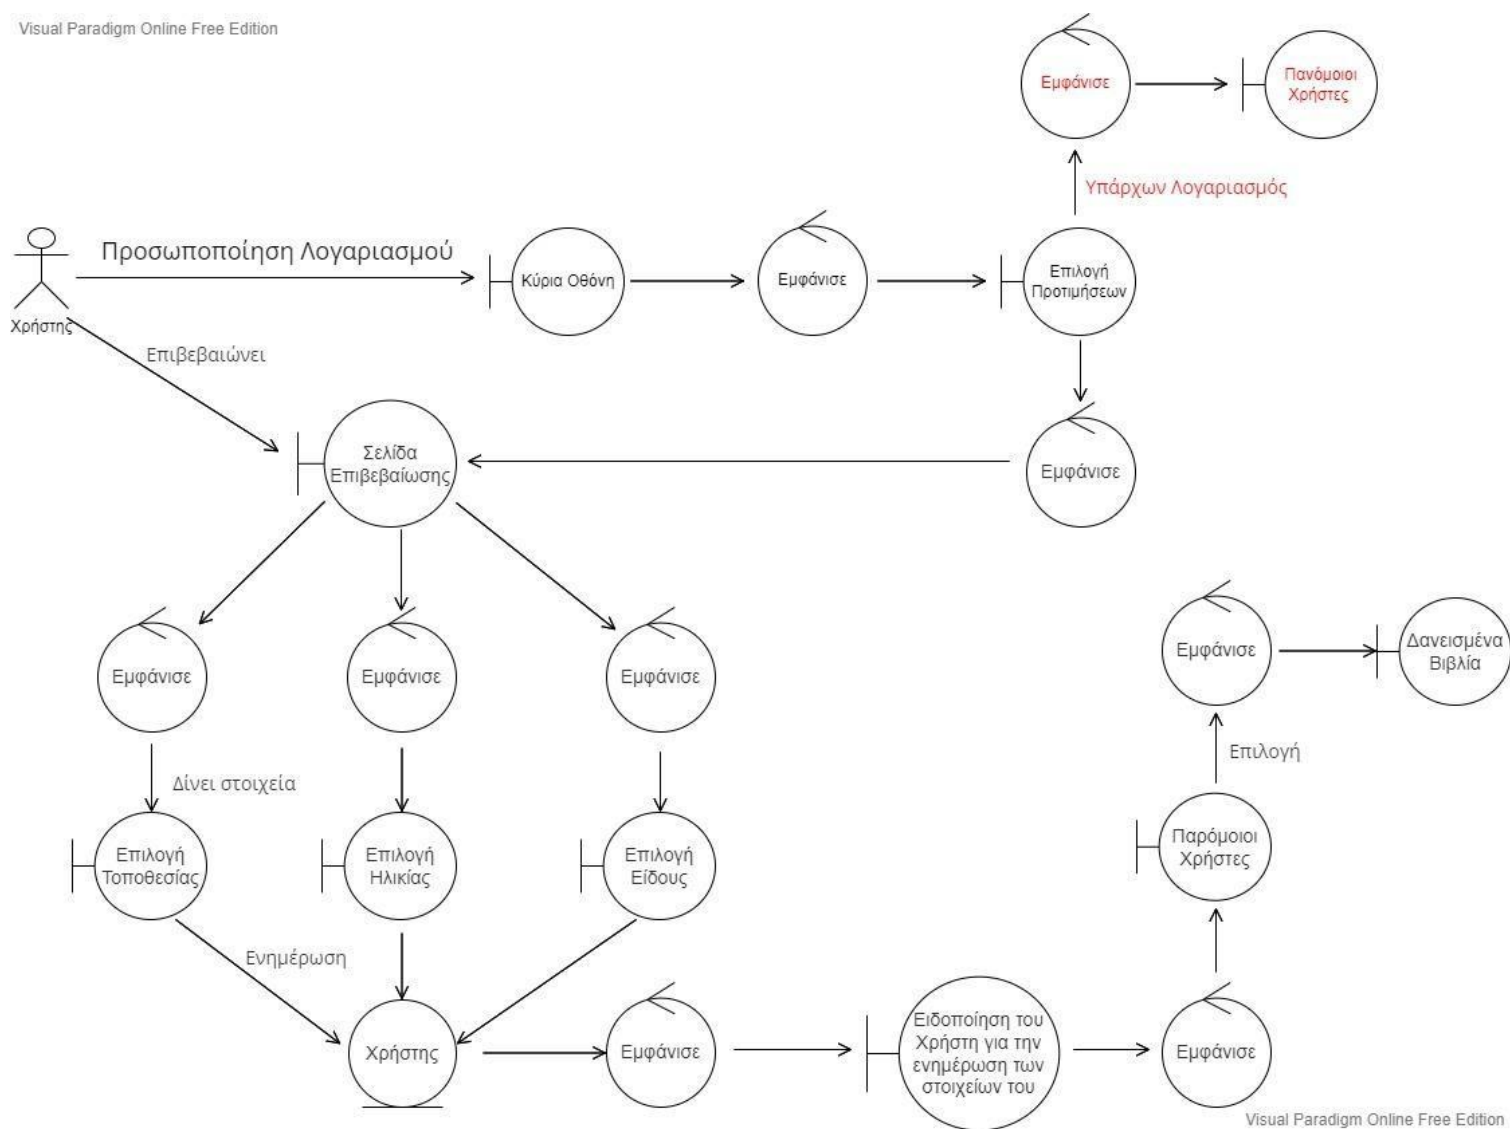 Visual Paradigm Online Free Edition
Εμφάνισε
Πανόμοιοι
Χρήστες
Υπάρχων Λογαριασμός
Προσωποποίηση Λογαριασμού
Κύρια Οθόνη
Εμφάνισε
Επιλογή
Προτιμήσεων
Χρήστης
Επιβεβαιώνει
Σελίδα
Επιβεβαίωσης
Εμφάνισε
Εμφάνισε
Εμφάνισε
Εμφάνισε
Εμφάνισε
Δανεισμένα
Βιβλία
Δίνει στοιχεία
Επιλογή
Επιλογή
Τοποθεσίας
Επιλογή
Ηλικίας
Επιλογή
Είδους
Παρόμοιοι
Χρήστες
Ενημέρωση
Χρήστης
Εμφάνισε
Ειδοποίηση του
Χρήστη για την
ενημέρωση των
στοιχείων του
Εμφάνισε
Visual Paradigm Online Free Edition